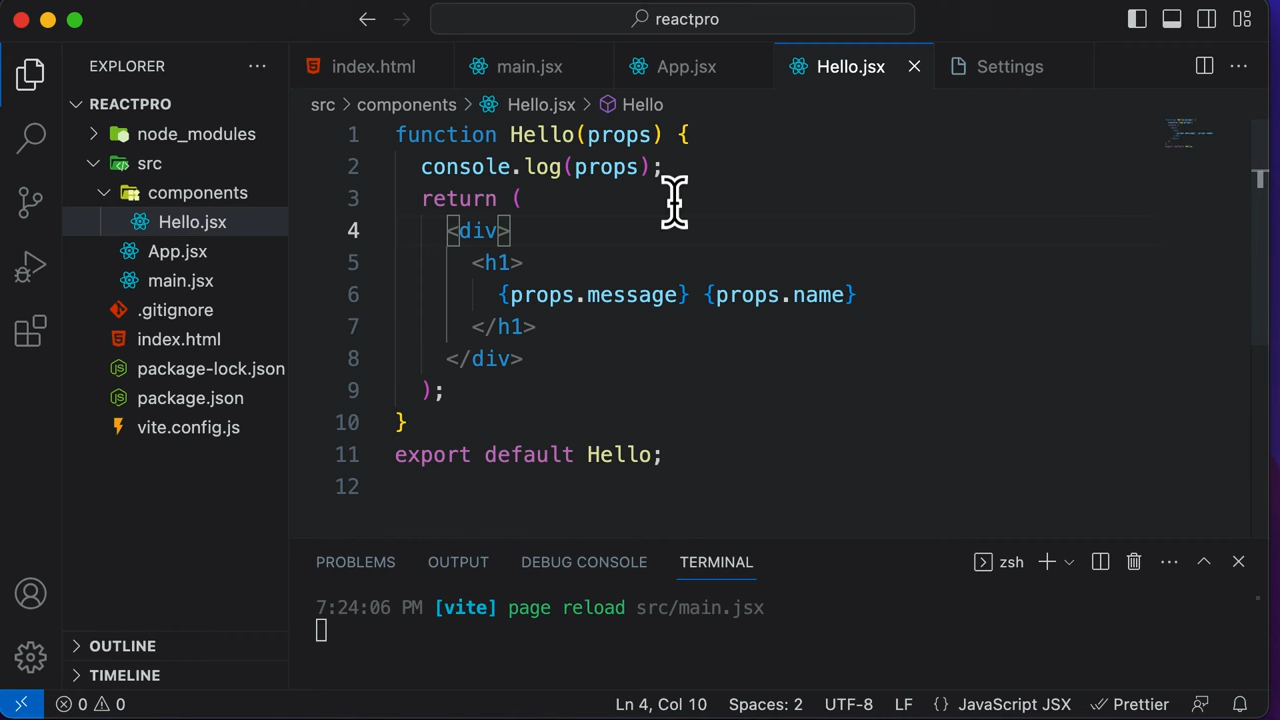 reactpro
EXPLORER
REACTPRO
node_modules
src
components
Hello.jsx
App.jsx
main.jsx
.gitignore
index.html
package-lock.json
package.json
vite.config.js
OUTLINE
TIMELINE
index.html main.jsx App.jsx Hello.jsx Settings
src > components > Hello.jsx > Hello
1 function Hello(props) {
2 console.log(props);
3 return (
4 <div>
5 <h1>
6 {props.message} {props.name}
7 </h1>
8 </div>
9 );
10 }
11 export default Hello;
12
PROBLEMS OUTPUT DEBUG CONSOLE TERMINAL zsh
7:24:06 PM [vite] page reload src/main.jsx
0 0 Ln 4, Col 10 Spaces: 2 UTF-8 LF {} JavaScript JSX Prettier